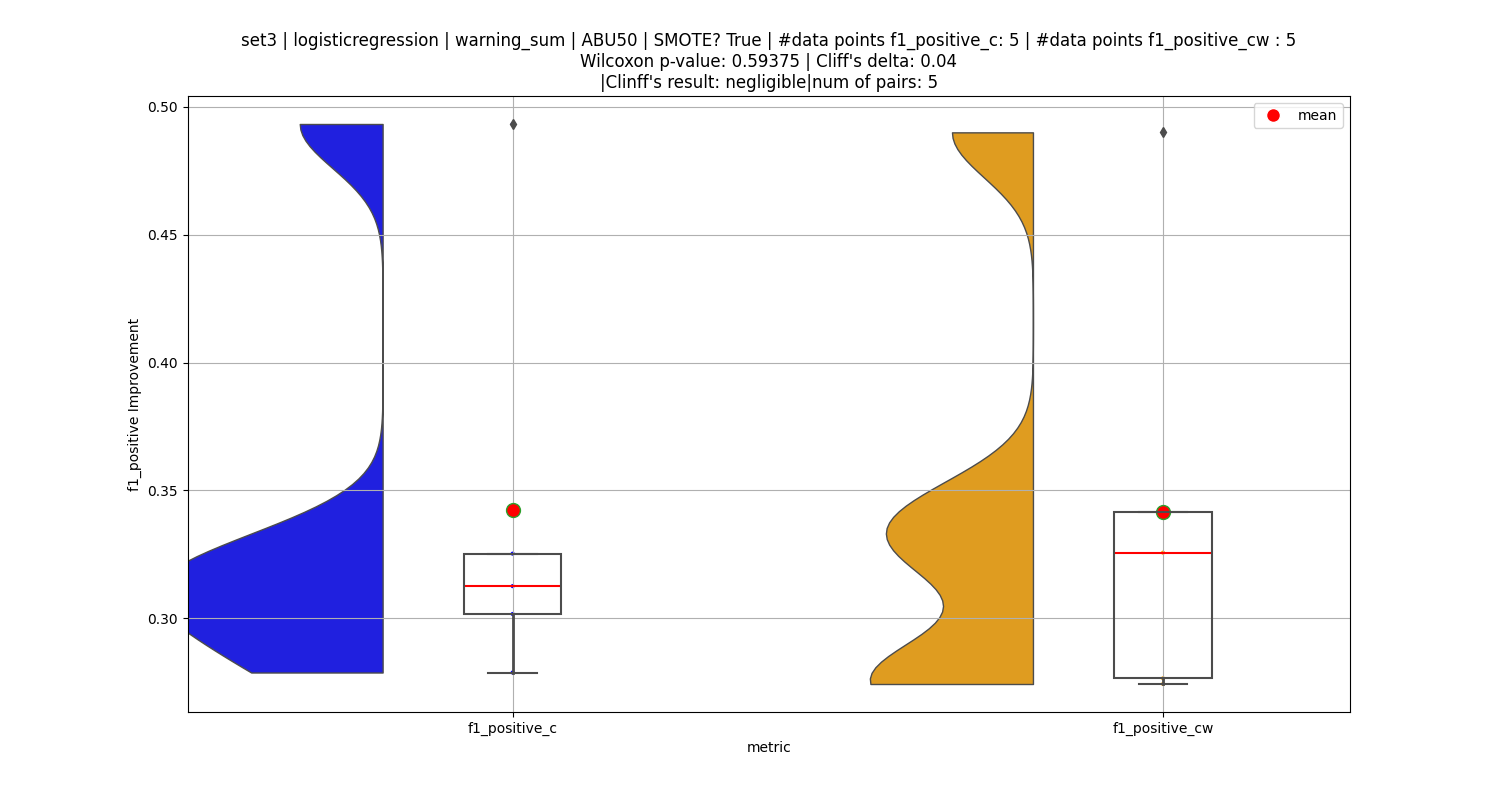 set3 | logisticregression | warning_sum | ABU50 | SMOTE? True | #data points f1_positive_c: 5 | #data points f1_positive_cw : 5
Wilcoxon p-value: 0.59375 | Cliff's delta: 0.04
|Clinff's result: negligible|num of pairs: 5
mean
0.50
0.45
0.40
0.35
0.30
f1_positive Improvement
f1_positive_c
f1_positive_cw
metric